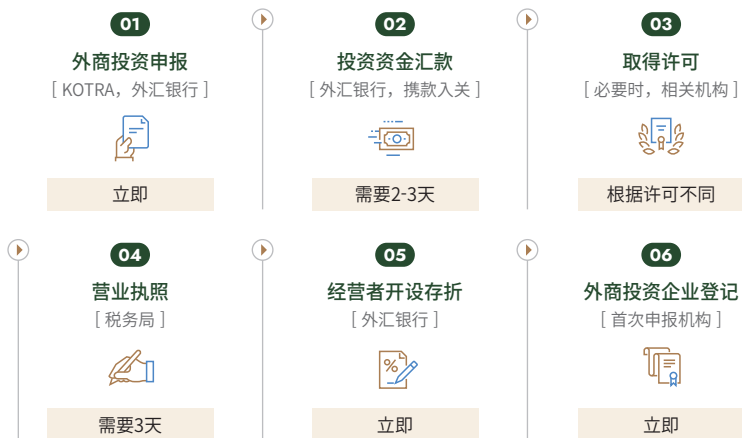 01
外商投资申报
[ KOTRA，外汇银行 ]
立即
02
投资资金汇款
[ 外汇银行，携款入关 ]
需要2-3天
03
取得许可
[ 必要时，相关机构 ]
根据许可不同
04
营业执照
[ 税务局 ]
需要3天
05
经营者开设存折
[ 外汇银行 ]
%
立即
06
外商投资企业登记
[ 首次申报机构 ]
立即